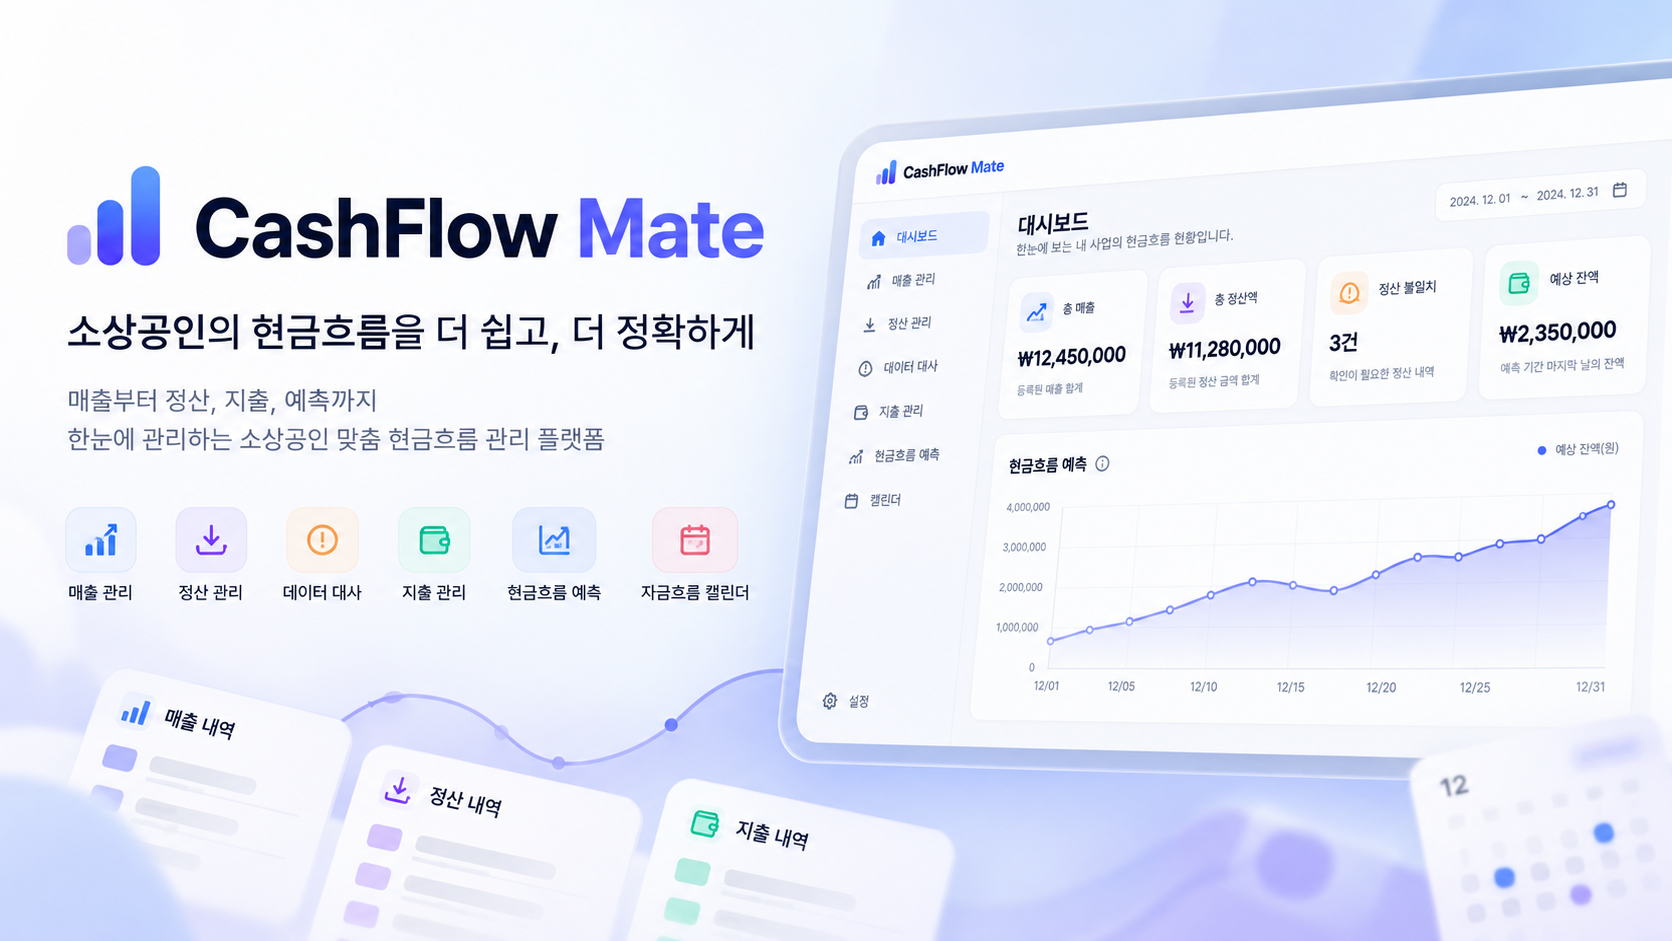 CashFlow Mate
소상공인의 현금흐름을 더 쉽고, 더 정확하게
매출부터 정산, 지출, 예측까지
한눈에 관리하는 소상공인 맞춤 현금흐름 관리 플랫폼
매출 관리
정산 관리
데이터 대사
지출 관리
현금흐름 예측
자금흐름 캘린더
매출 내역
정산 내역
지출 내역
CashFlow Mate
대시보드
매출 관리
정산 관리
데이터 대사
지출 관리
현금흐름 예측
캘린더
설정
대시보드
한눈에 보는 내 사업의 현금흐름 현황입니다.
2024. 12. 01 ~ 2024. 12. 31
총 매출
₩12,450,000
등록된 매출 합계
총 정산액
₩11,280,000
등록된 정산 금액 합계
정산 불일치
3건
확인이 필요한 정산 내역
예상 잔액
₩2,350,000
예측 기간 마지막 날의 잔액
현금흐름 예측
예상 잔액(원)
4,000,000
3,000,000
2,000,000
1,000,000
0
12/01 12/05 12/10 12/15 12/20 12/25 12/31
12